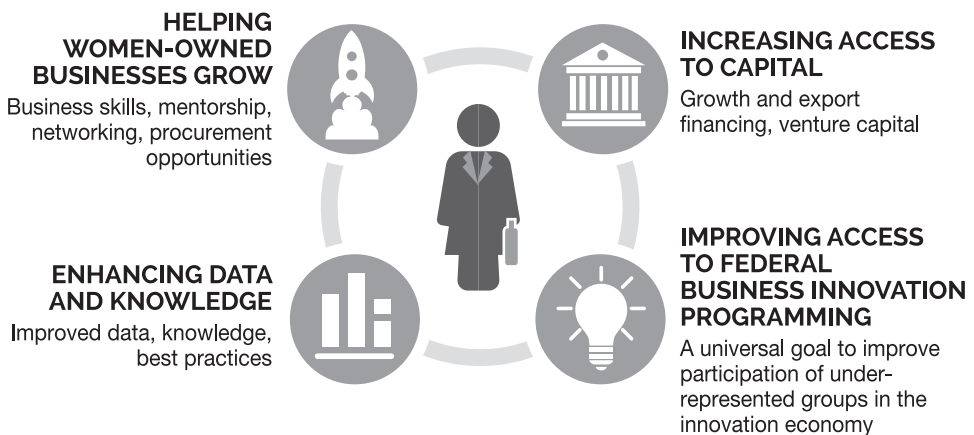 HELPING
WOMEN-OWNED
BUSINESSES GROW
Business skills, mentorship,
networking, procurement
opportunities
INCREASING ACCESS
TO CAPITAL
Growth and export
financing, venture capital
ENHANCING DATA
AND KNOWLEDGE
Improved data, knowledge,
best practices
IMPROVING ACCESS
TO FEDERAL
BUSINESS INNOVATION
PROGRAMMING
A universal goal to improve
participation of under-
represented groups in the
innovation economy